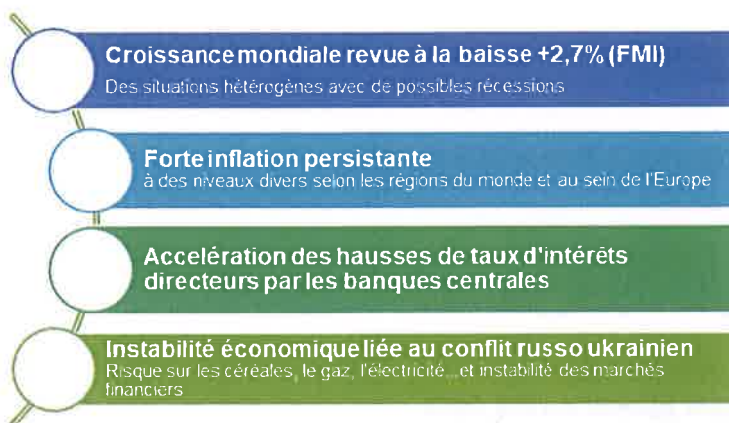 Croissance mondiale revue à la baisse +2,7% (FMI)
Des situations hétérogènes avec de possibles récessions
Forte inflation persistante
à des niveaux divers selon les régions du monde et au sein de l'Europe
Accelération des hausses de taux d'intérêts
directeurs par les banques centrales
Instabilité économique liée au conflit russo ukrainien
Risque sur les céréales, le gaz, l'électricité...et instabilité des marchés
financiers